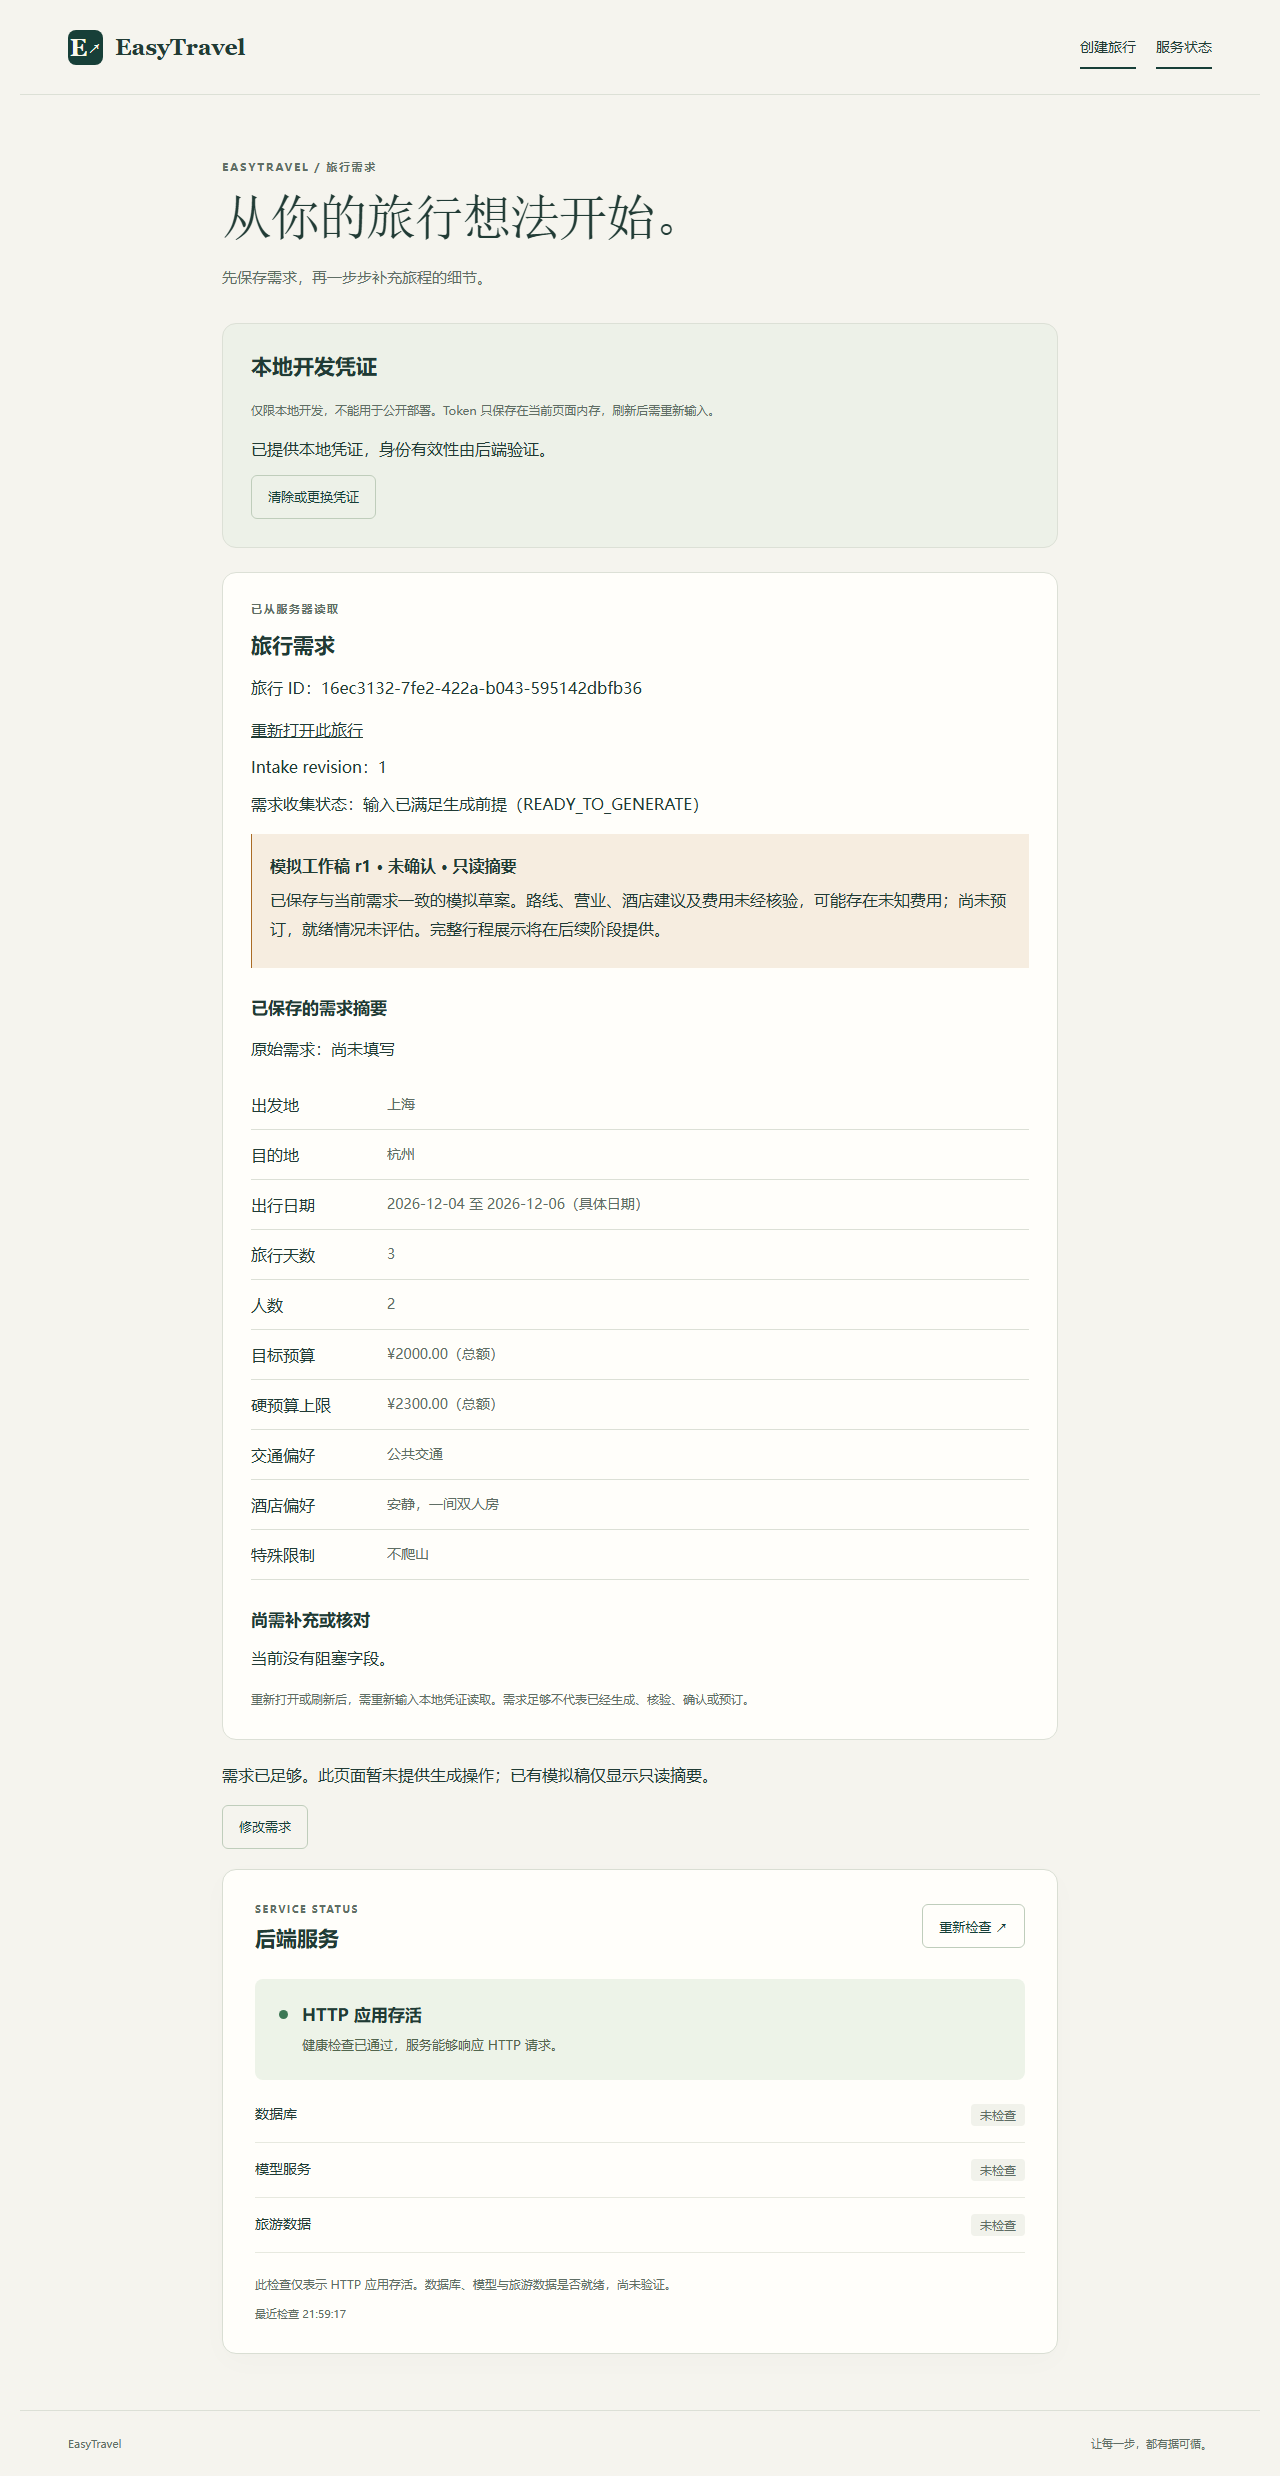 E↗ EasyTravel
创建旅行 服务状态
EASYTRAVEL / 旅行需求
从你的旅行想法开始。
先保存需求，再一步步补充旅程的细节。
本地开发凭证
仅限本地开发，不能用于公开部署。Token 只保存在当前页面内存，刷新后需重新输入。
已提供本地凭证，身份有效性由后端验证。
清除或更换凭证
已从服务器读取
旅行需求
旅行 ID：16ec3132-7fe2-422a-b043-595142dbfb36
重新打开此旅行
Intake revision：1
需求收集状态：输入已满足生成前提（READY_TO_GENERATE）
模拟工作稿 r1 • 未确认 • 只读摘要
已保存与当前需求一致的模拟草案。路线、营业、酒店建议及费用未经核验，可能存在未知费用；尚未预
订，就绪情况未评估。完整行程展示将在后续阶段提供。
已保存的需求摘要
原始需求：尚未填写
出发地 上海
目的地 杭州
出行日期 2026-12-04 至 2026-12-06（具体日期）
旅行天数 3
人数 2
目标预算 ¥2000.00（总额）
硬预算上限 ¥2300.00（总额）
交通偏好 公共交通
酒店偏好 安静，一间双人房
特殊限制 不爬山
尚需补充或核对
当前没有阻塞字段。
重新打开或刷新后，需重新输入本地凭证读取。需求足够不代表已经生成、核验、确认或预订。
需求已足够。此页面暂未提供生成操作；已有模拟稿仅显示只读摘要。
修改需求
SERVICE STATUS
后端服务
重新检查 ↗
HTTP 应用存活
健康检查已通过，服务能够响应 HTTP 请求。
数据库 未检查
模型服务 未检查
旅游数据 未检查
此检查仅表示 HTTP 应用存活。数据库、模型与旅游数据是否就绪，尚未验证。
最近检查 21:59:17
EasyTravel
让每一步，都有据可循。